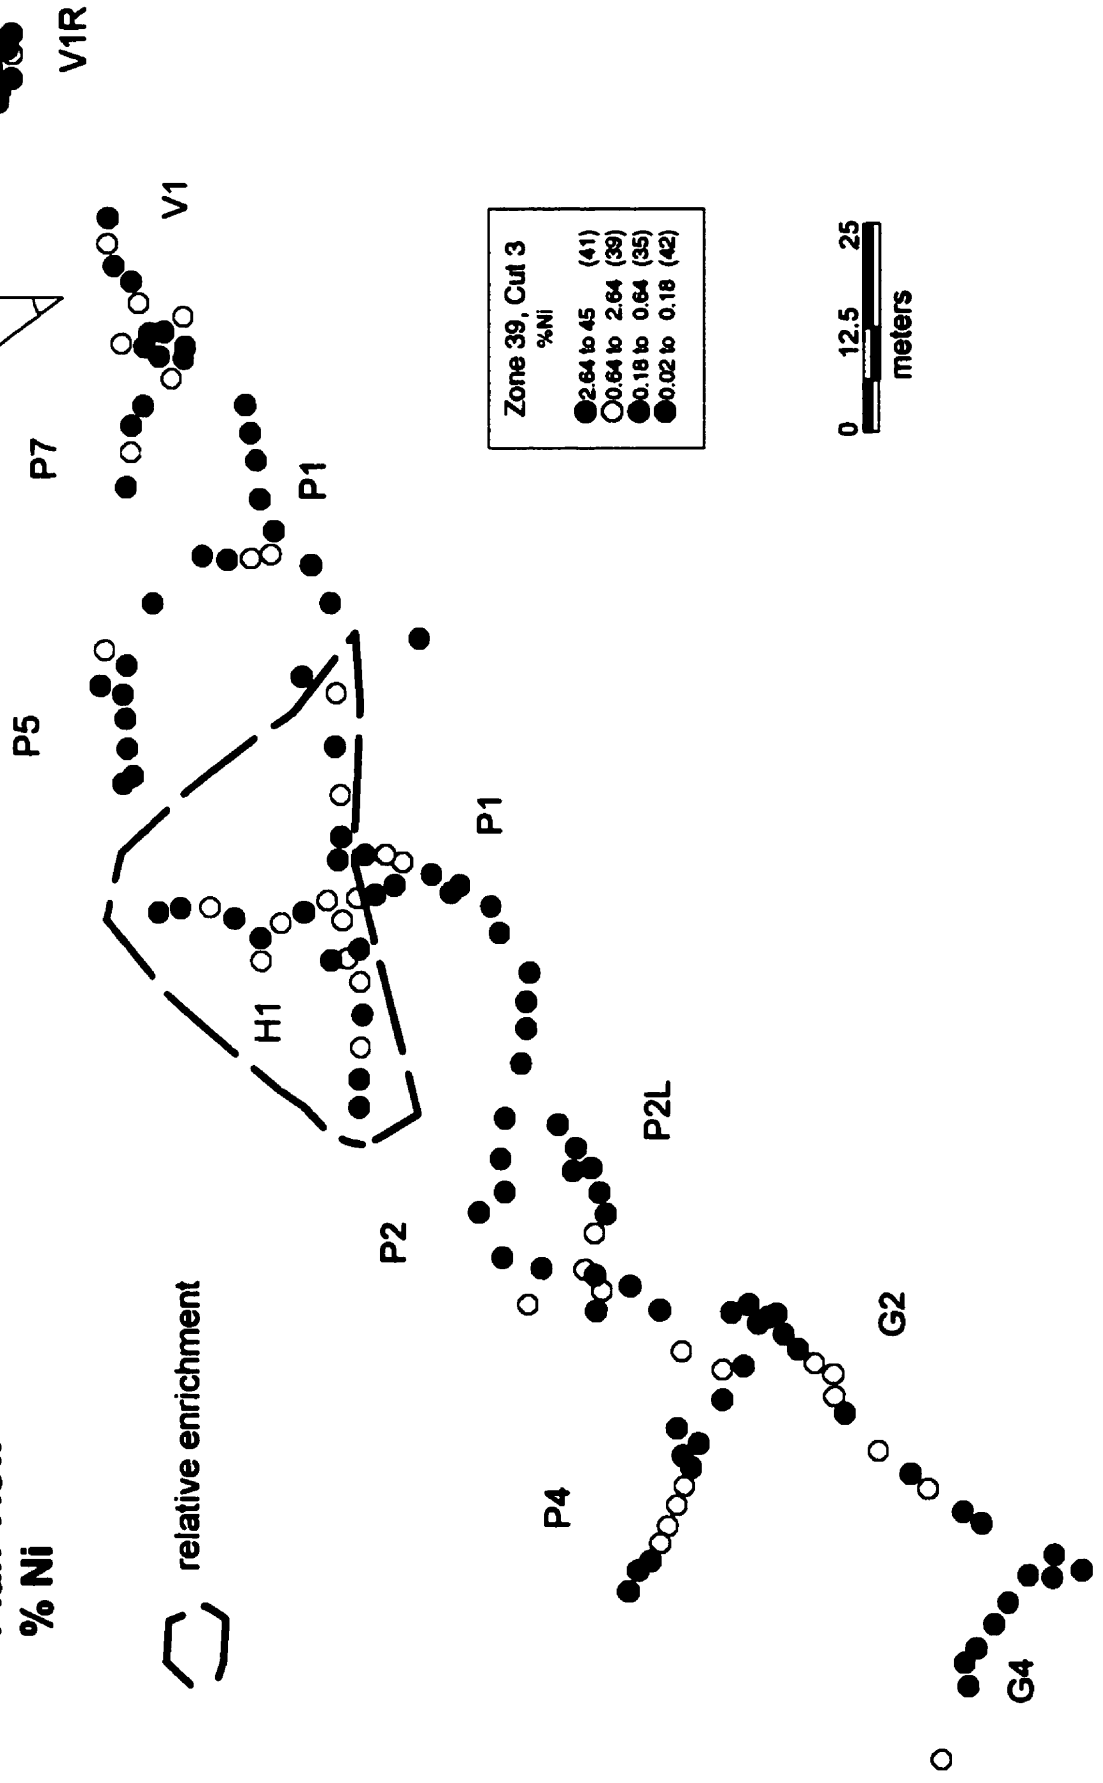 % Ni
relative enrichment
G4
P4
G2
P2
P2L
H1
P1
P5
P1
P7
V1
V1R
Zone 39, Cut 3
%Ni
2.64 to 45 (41)
0.64 to 2.64 (39)
0.18 to 0.64 (35)
0.02 to 0.18 (42)
0 12.5 25
meters